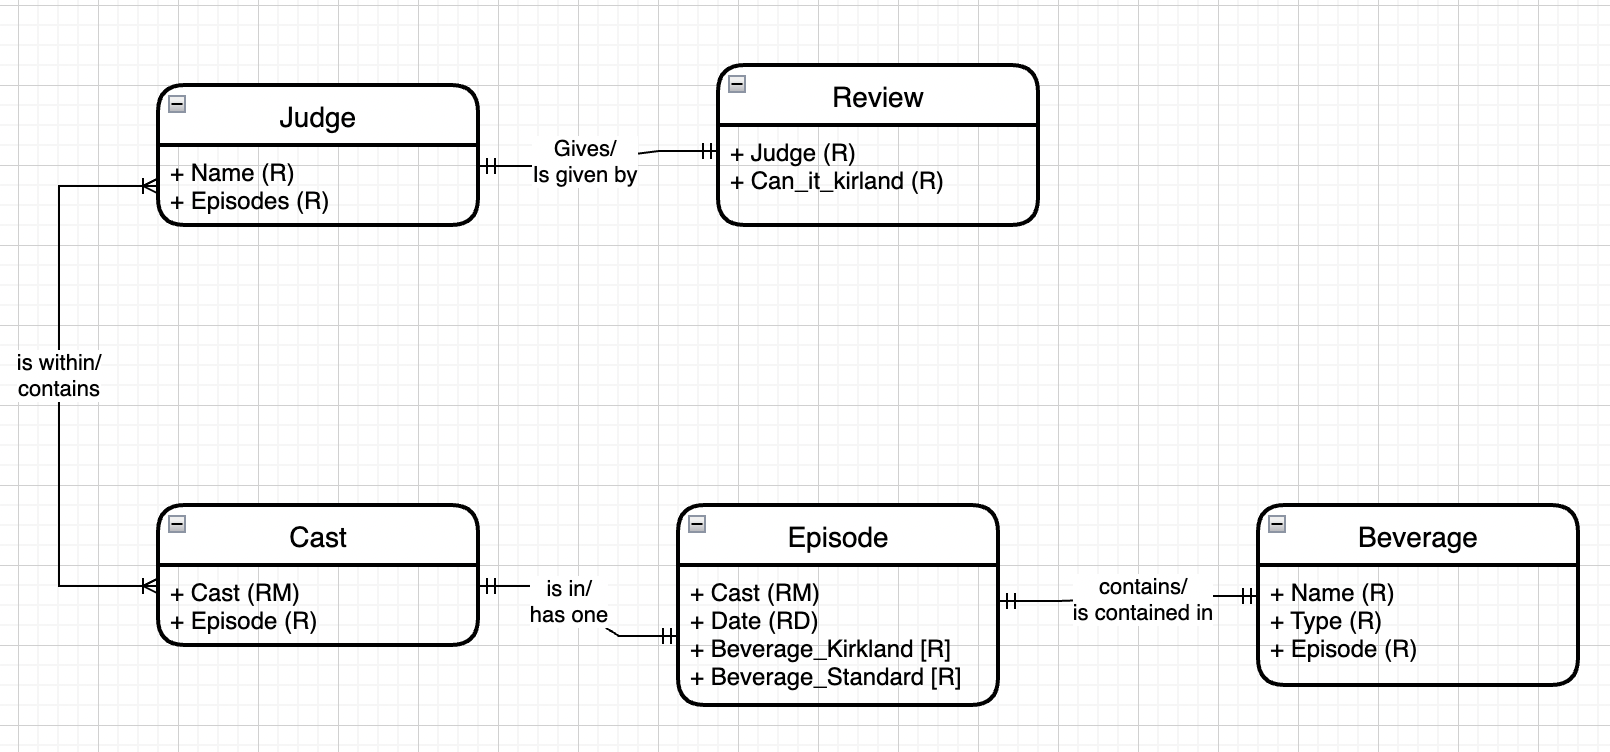 Judge
+ Name (R)
+ Episodes (R)
Gives/
Is given by
Review
+ Judge (R)
+ Can_it_kirland (R)
is within/
contains
Cast
+ Cast (RM)
+ Episode (R)
is in/
has one
Episode
+ Cast (RM)
+ Date (RD)
+ Beverage_Kirkland [R]
+ Beverage_Standard [R]
contains/
is contained in
Beverage
+ Name (R)
+ Type (R)
+ Episode (R)